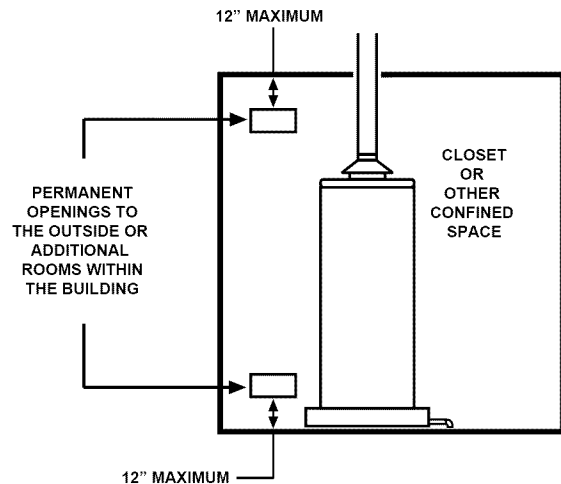 12” MAXIMUM
CLOSET
OR
OTHER
CONFINED
SPACE
PERMANENT
OPENINGS TO
THE OUTSIDE OR
ADDITIONAL
ROOMS WITHIN
THE BUILDING
12” MAXIMUM